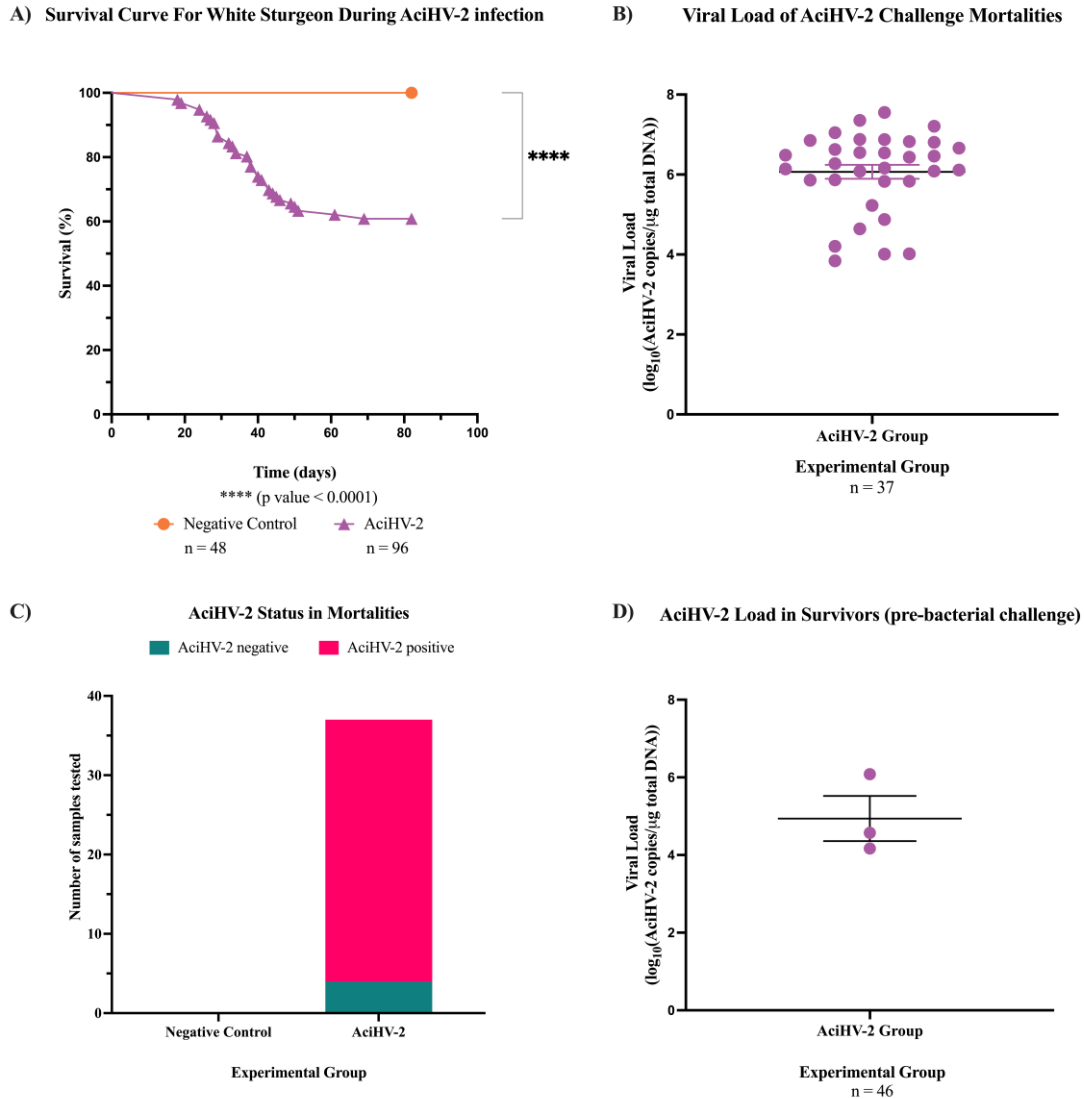 A) Survival Curve For White Sturgeon During AciHV-2 infection
100
80
60
40
20
0
Survival (%)
0 20 40 60 80 100
****
Time (days)
**** (p value < 0.0001)
Negative Control AciHV-2
n = 48 n = 96
B) Viral Load of AciHV-2 Challenge Mortalities
8
6
4
2
0
Viral Load
(log10(AciHV-2 copies/μg total DNA))
AciHV-2 Group
Experimental Group
n = 37
C) AciHV-2 Status in Mortalities
AciHV-2 negative AciHV-2 positive
40
30
20
10
0
Number of samples tested
Negative Control AciHV-2
Experimental Group
D) AciHV-2 Load in Survivors (pre-bacterial challenge)
8
6
4
2
0
Viral Load
(log10(AciHV-2 copies/μg total DNA))
AciHV-2 Group
Experimental Group
n = 46